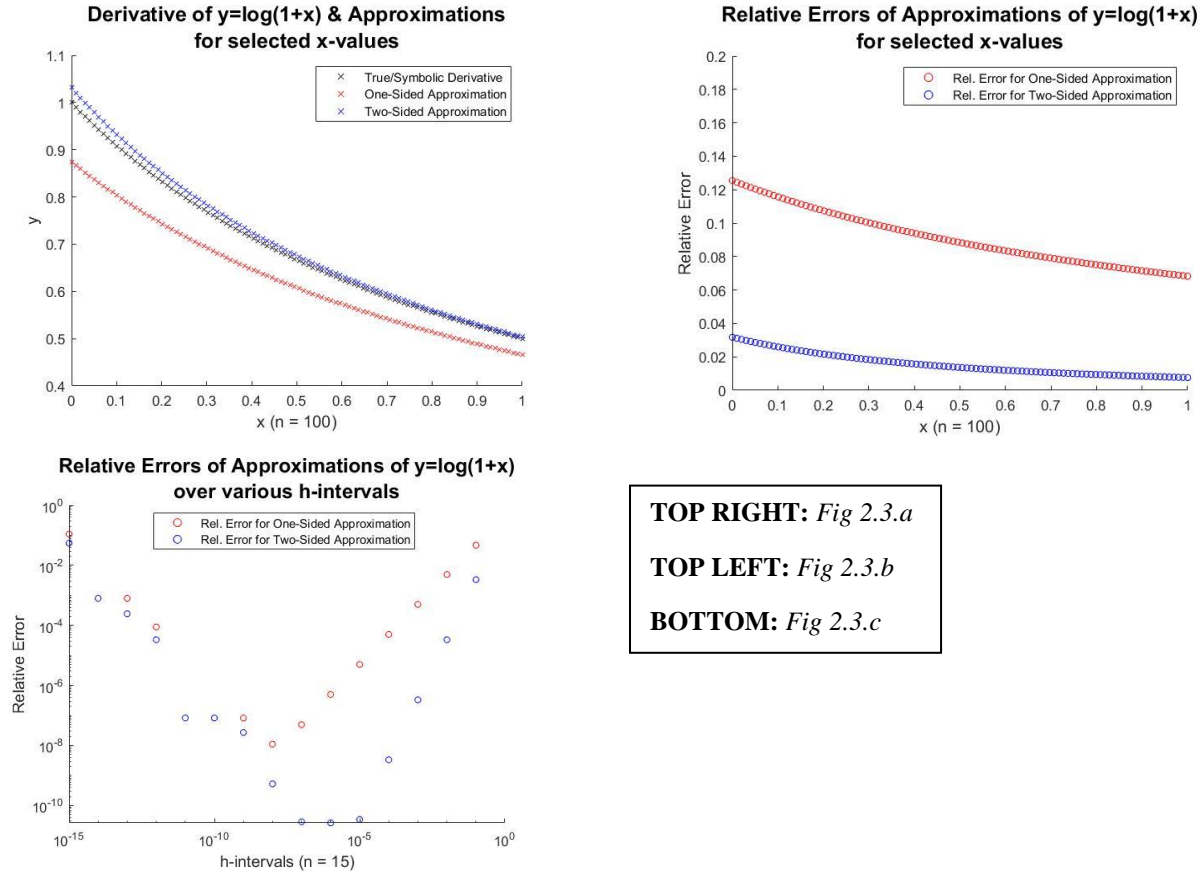 Derivative of y=log(1+x) & Approximations
for selected x-values
1.1
1
0.9
0.8
0.7
0.6
0.5
0.4
y
× True/Symbolic Derivative
× One-Sided Approximation
× Two-Sided Approximation
0 0.1 0.2 0.3 0.4 0.5 0.6 0.7 0.8 0.9 1
x (n = 100)
Relative Errors of Approximations of y=log(1+x)
for selected x-values
0.2
0.18
0.16
0.14
0.12
0.1
0.08
0.06
0.04
0.02
0
Relative Error
Rel. Error for One-Sided Approximation
Rel. Error for Two-Sided Approximation
0 0.1 0.2 0.3 0.4 0.5 0.6 0.7 0.8 0.9 1
x (n = 100)
Relative Errors of Approximations of y=log(1+x)
over various h-intervals
10^0
10^-2
10^-4
10^-6
10^-8
10^-10
Relative Error
Rel. Error for One-Sided Approximation
Rel. Error for Two-Sided Approximation
10^-15 10^-10 10^-5 10^0
h-intervals (n = 15)
TOP RIGHT: Fig 2.3.a
TOP LEFT: Fig 2.3.b
BOTTOM: Fig 2.3.c